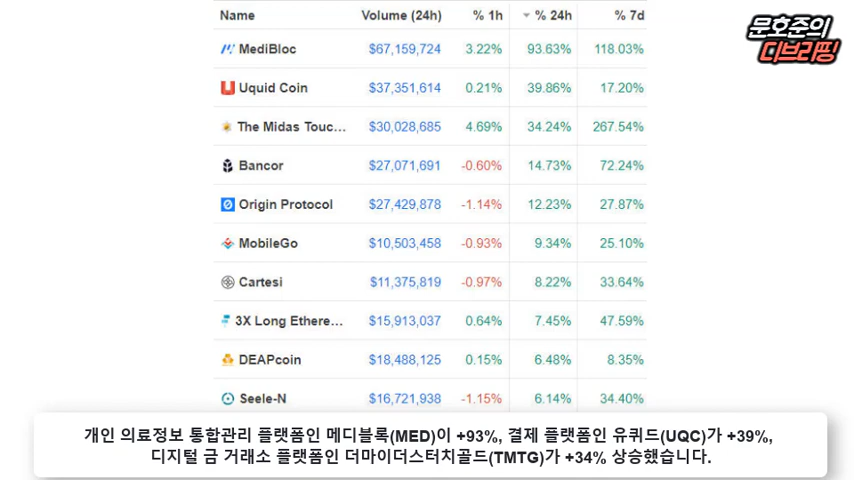 Name Volume (24h) % 1h % 24h % 7d
문호준의
디브리핑
MediBloc $67,159,724 3.22% 93.63% 118.03%
Uquid Coin $37,351,614 0.21% 39.86% 17.20%
The Midas Touc... $30,028,685 4.69% 34.24% 267.54%
Bancor $27,071,691 -0.60% 14.73% 72.24%
Origin Protocol $27,429,878 -1.14% 12.23% 27.87%
MobileGo $10,503,458 -0.93% 9.34% 25.10%
Cartesi $11,375,819 -0.97% 8.22% 33.64%
3X Long Ethere... $15,913,037 0.64% 7.45% 47.59%
DEAPcoin $18,488,125 0.15% 6.48% 8.35%
Seele-N $16,721,938 -1.15% 6.14% 34.40%
개인 의료정보 통합관리 플랫폼인 메디블록(MED)이 +93%, 결제 플랫폼인 유퀴드(UQC)가 +39%,
디지털 금 거래소 플랫폼인 더마이더스터치골드(TMTG)가 +34% 상승했습니다.